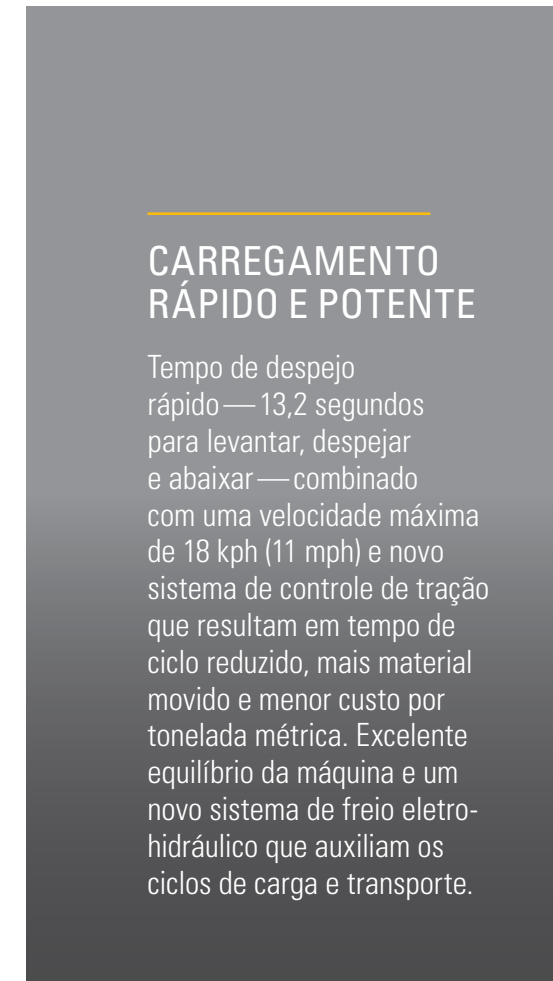 CARREGAMENTO
RÁPIDO E POTENTE
Tempo de despejo
rápido — 13,2 segundos
para levantar, despejar
e abaixar — combinado
com uma velocidade máxima
de 18 kph (11 mph) e novo
sistema de controle de tração
que resultam em tempo de
ciclo reduzido, mais material
movido e menor custo por
tonelada métrica. Excelente
equilíbrio da máquina e um
novo sistema de freio eletro-
hidráulico que auxiliam os
ciclos de carga e transporte.